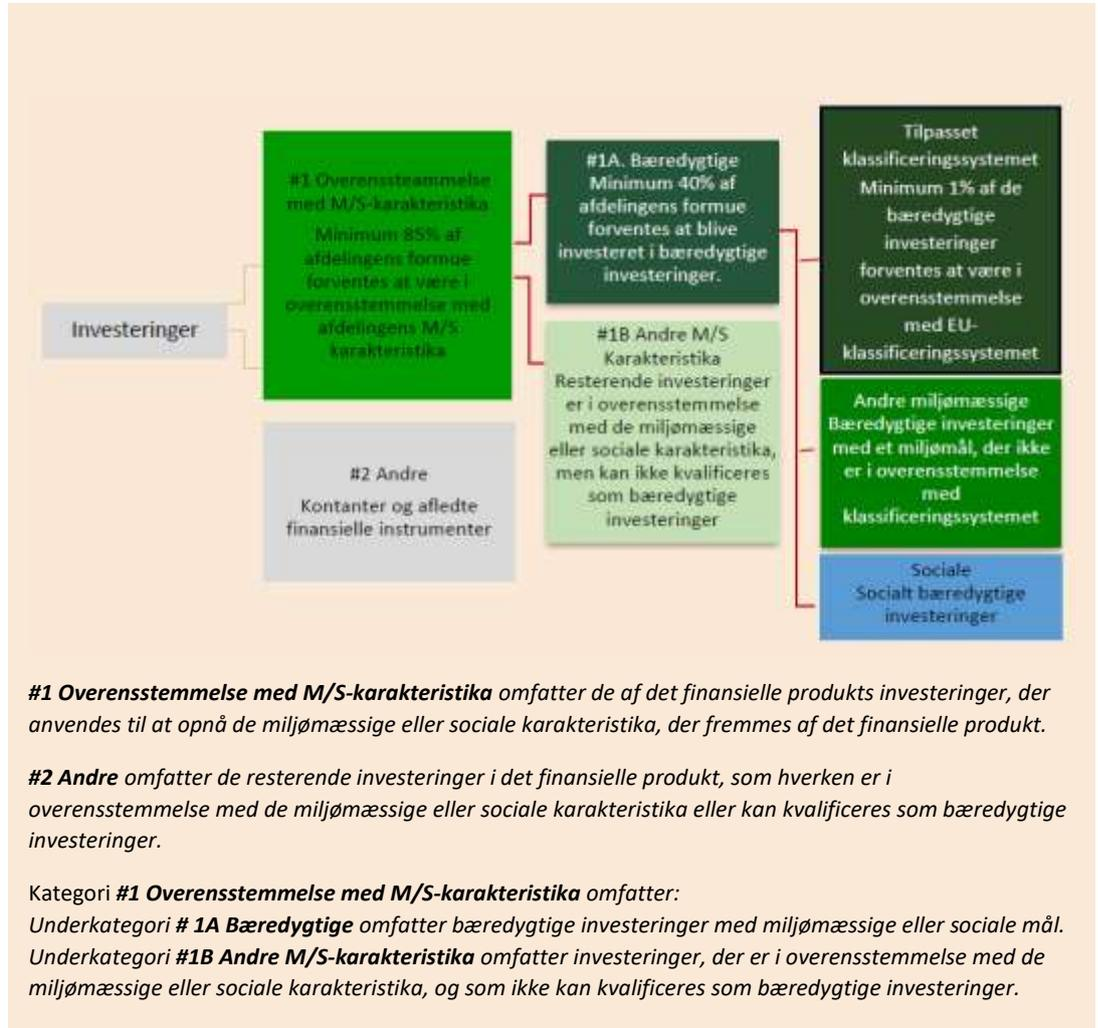 Investeringer
#1 Overenssteammelse
med M/S-karakteristika
Minimum 85% af
afdelingens formue
forventes at være i
overensstemmelse med
afdelingens M/S
karakteristika
#2 Andre
Kontanter og afledte
finansielle instrumenter
#1A. Bæredygtige
Minimum 40% af
afdelingens formue
forventes at blive
investeret i bæredygtige
investeringer.
#1B Andre M/S
Karakteristika
Resterende investeringer
er i overensstemmelse
med de miljømæssige
eller sociale karakteristika,
men kan ikke kvalificeres
som bæredygtige
investeringer
Tilpasset
klassificeringssystemet
Minimum 1% af de
bæredygtige
investeringer
forventes at være i
overensstemmelse
med EU-
klassificeringssystemet
Andre miljømæssige
Bæredygtige investeringer
med et miljømål, der ikke
er i overensstemmelse
med
klassificeringssystemet
Sociale
Socialt bæredygtige
investeringer
#1 Overensstemmelse med M/S-karakteristika omfatter de af det finansielle produkts investeringer, der
anvendes til at opnå de miljømæssige eller sociale karakteristika, der fremmes af det finansielle produkt.
#2 Andre omfatter de resterende investeringer i det finansielle produkt, som hverken er i
overensstemmelse med de miljømæssige eller sociale karakteristika eller kan kvalificeres som bæredygtige
investeringer.
Kategori #1 Overensstemmelse med M/S-karakteristika omfatter:
Underkategori # 1A Bæredygtige omfatter bæredygtige investeringer med miljømæssige eller sociale mål.
Underkategori #1B Andre M/S-karakteristika omfatter investeringer, der er i overensstemmelse med de
miljømæssige eller sociale karakteristika, og som ikke kan kvalificeres som bæredygtige investeringer.